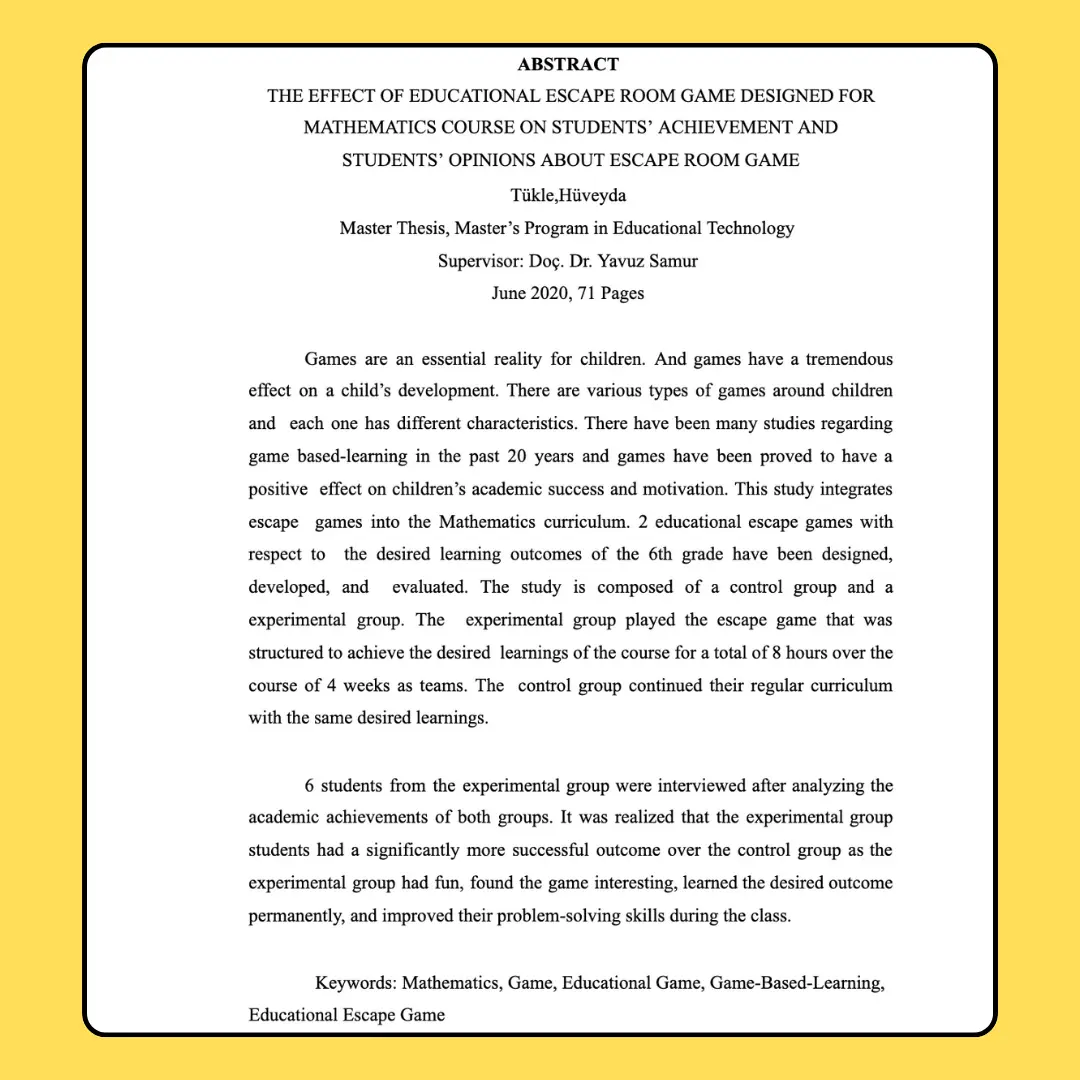 ABSTRACT
THE EFFECT OF EDUCATIONAL ESCAPE ROOM GAME DESIGNED FOR
MATHEMATICS COURSE ON STUDENTS’ ACHIEVEMENT AND
STUDENTS’ OPINIONS ABOUT ESCAPE ROOM GAME
Tükle,Hüveyda
Master Thesis, Master’s Program in Educational Technology
Supervisor: Doç. Dr. Yavuz Samur
June 2020, 71 Pages
Games are an essential reality for children. And games have a tremendous
effect on a child’s development. There are various types of games around children
and each one has different characteristics. There have been many studies regarding
game based-learning in the past 20 years and games have been proved to have a
positive effect on children’s academic success and motivation. This study integrates
escape games into the Mathematics curriculum. 2 educational escape games with
respect to the desired learning outcomes of the 6th grade have been designed,
developed, and evaluated. The study is composed of a control group and a
experimental group. The experimental group played the escape game that was
structured to achieve the desired learnings of the course for a total of 8 hours over the
course of 4 weeks as teams. The control group continued their regular curriculum
with the same desired learnings.
6 students from the experimental group were interviewed after analyzing the
academic achievements of both groups. It was realized that the experimental group
students had a significantly more successful outcome over the control group as the
experimental group had fun, found the game interesting, learned the desired outcome
permanently, and improved their problem-solving skills during the class.
Keywords: Mathematics, Game, Educational Game, Game-Based-Learning,
Educational Escape Game